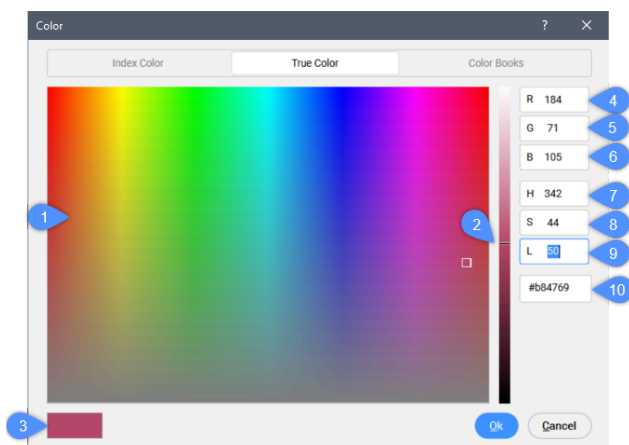 Color ? ×
Index Color True Color Color Books
R 184 4
G 71 5
B 105 6
H 342 7
1
2
S 44 8
L 50 9
#b84769 10
3
Ok Cancel